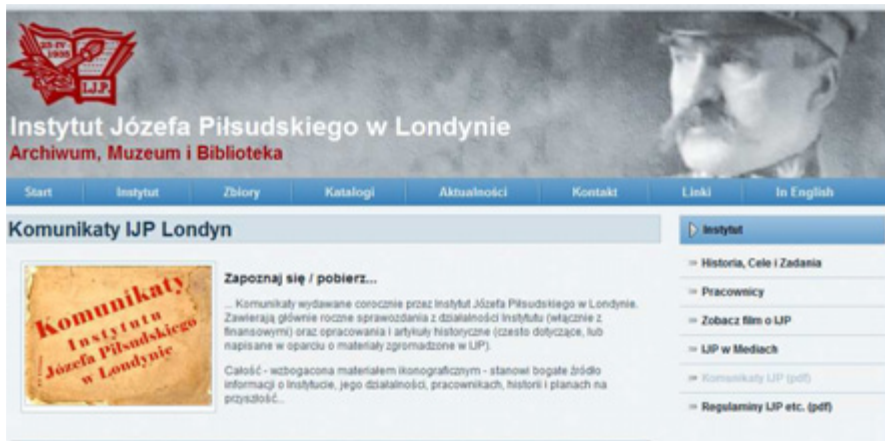 23-IV-
1935
I.J.P.
Instytut Józefa Piłsudskiego w Londynie
Archiwum, Muzeum i Biblioteka
Start Instytut Zbiory Katalogi Aktualności Kontakt Linki In English
Komunikaty IJP Londyn
Komunikaty
Instytutu
Józefa Piłsudskiego
w Londynie
Zapoznaj się / pobierz...
... Komunikaty wydawane corocznie przez Instytut Józefa Piłsudskiego w Londynie.
Zawierają głównie roczne sprawozdania z działalności Instytutu (włącznie z
finansowymi) oraz opracowania i artykuły historyczne (czesto dotyczące, lub
napisane w oparciu o materiały zgromadzone w IJP).
Całość - wzbogacona materiałem ikonograficznym - stanowi bogate źródło
informacji o Instytucie, jego działalności, pracownikach, historii i planach na
przyszłość...
Instytut
Historia, Cele i Zadania
Pracownicy
Zobacz film o IJP
IJP w Mediach
Komunikaty IJP (pdf)
Regulaminy IJP etc. (pdf)